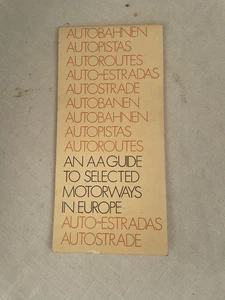 AUTOBAHNEN
AUTOPISTAS
AUTOROUTES
AUTO-ESTRADAS
AUTOSTRADE
AUTOBANEN
AUTOBAHNEN
AUTOPISTAS
AUTOROUTES
AN AA GUIDE
TO SELECTED
MOTORWAYS
IN EUROPE
AUTO-ESTRADAS
AUTOSTRADE